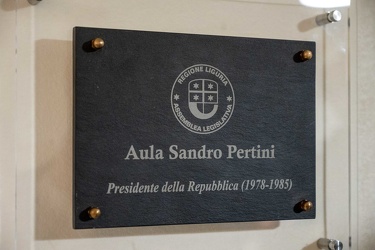 REGIONE LIGURIA
ASSEMBLEA LEGISLATIVA
Aula Sandro Pertini
Presidente della Repubblica (1978-1985)